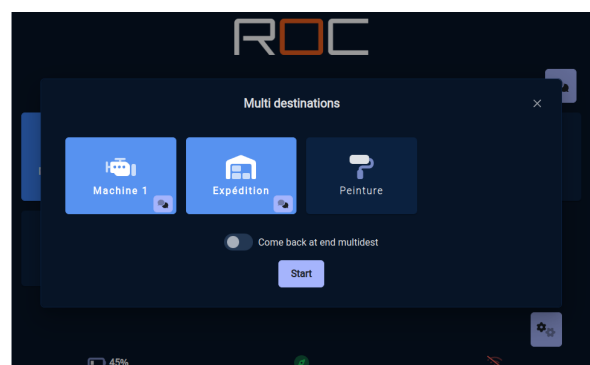 ROC
Multi destinations
Machine 1
Expédition
Peinture
Come back at end multidest
Start
45%